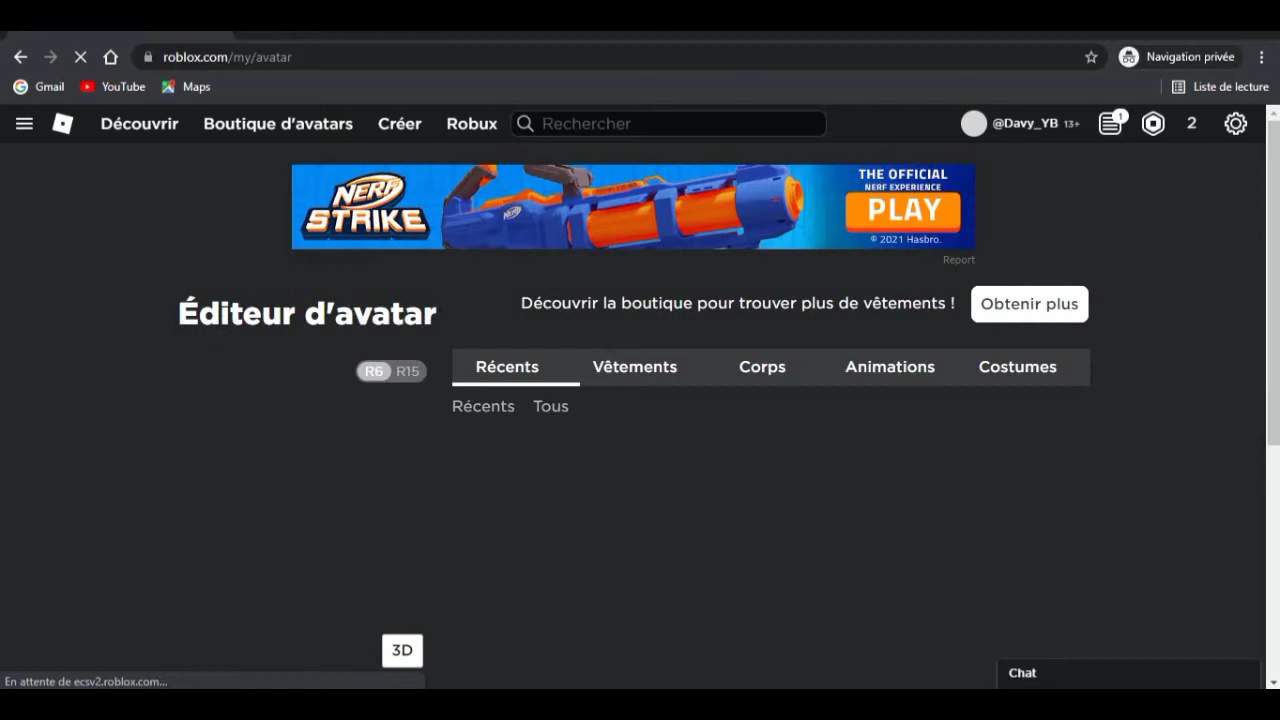 roblox.com/my/avatar
Navigation privée
Gmail YouTube Maps
Liste de lecture
Découvrir Boutique d'avatars Créer Robux Rechercher @Davy_YB 13+ 1 2
NERF STRIKE
THE OFFICIAL
NERF EXPERIENCE
PLAY
© 2021 Hasbro.
Report
Éditeur d'avatar
Découvrir la boutique pour trouver plus de vêtements ! Obtenir plus
R6 R15
Récents Vêtements Corps Animations Costumes
Récents Tous
3D
Chat
En attente de ecsv2.roblox.com...